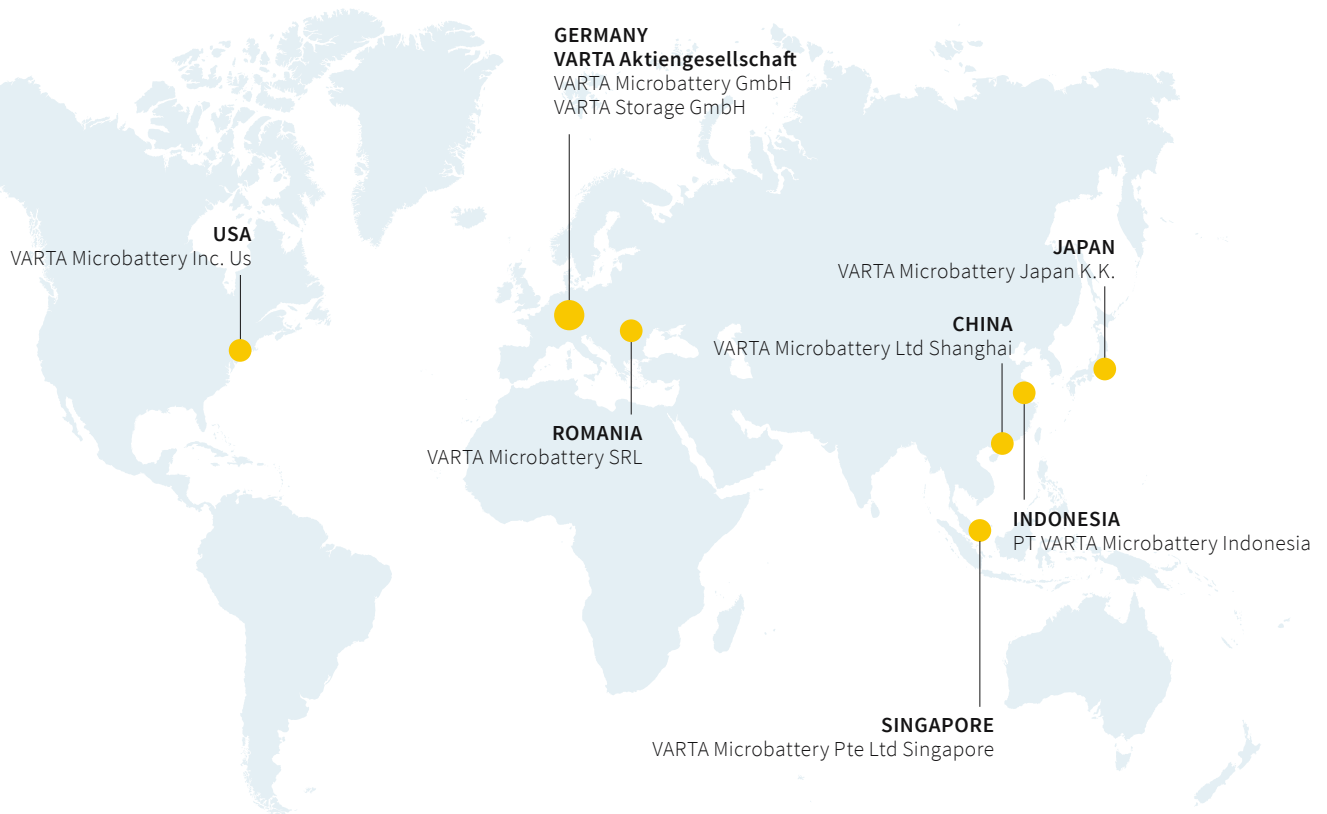 GERMANY
VARTA Aktiengesellschaft
VARTA Microbattery GmbH
VARTA Storage GmbH
USA
VARTA Microbattery Inc. Us
JAPAN
VARTA Microbattery Japan K.K.
CHINA
VARTA Microbattery Ltd Shanghai
ROMANIA
VARTA Microbattery SRL
INDONESIA
PT VARTA Microbattery Indonesia
SINGAPORE
VARTA Microbattery Pte Ltd Singapore